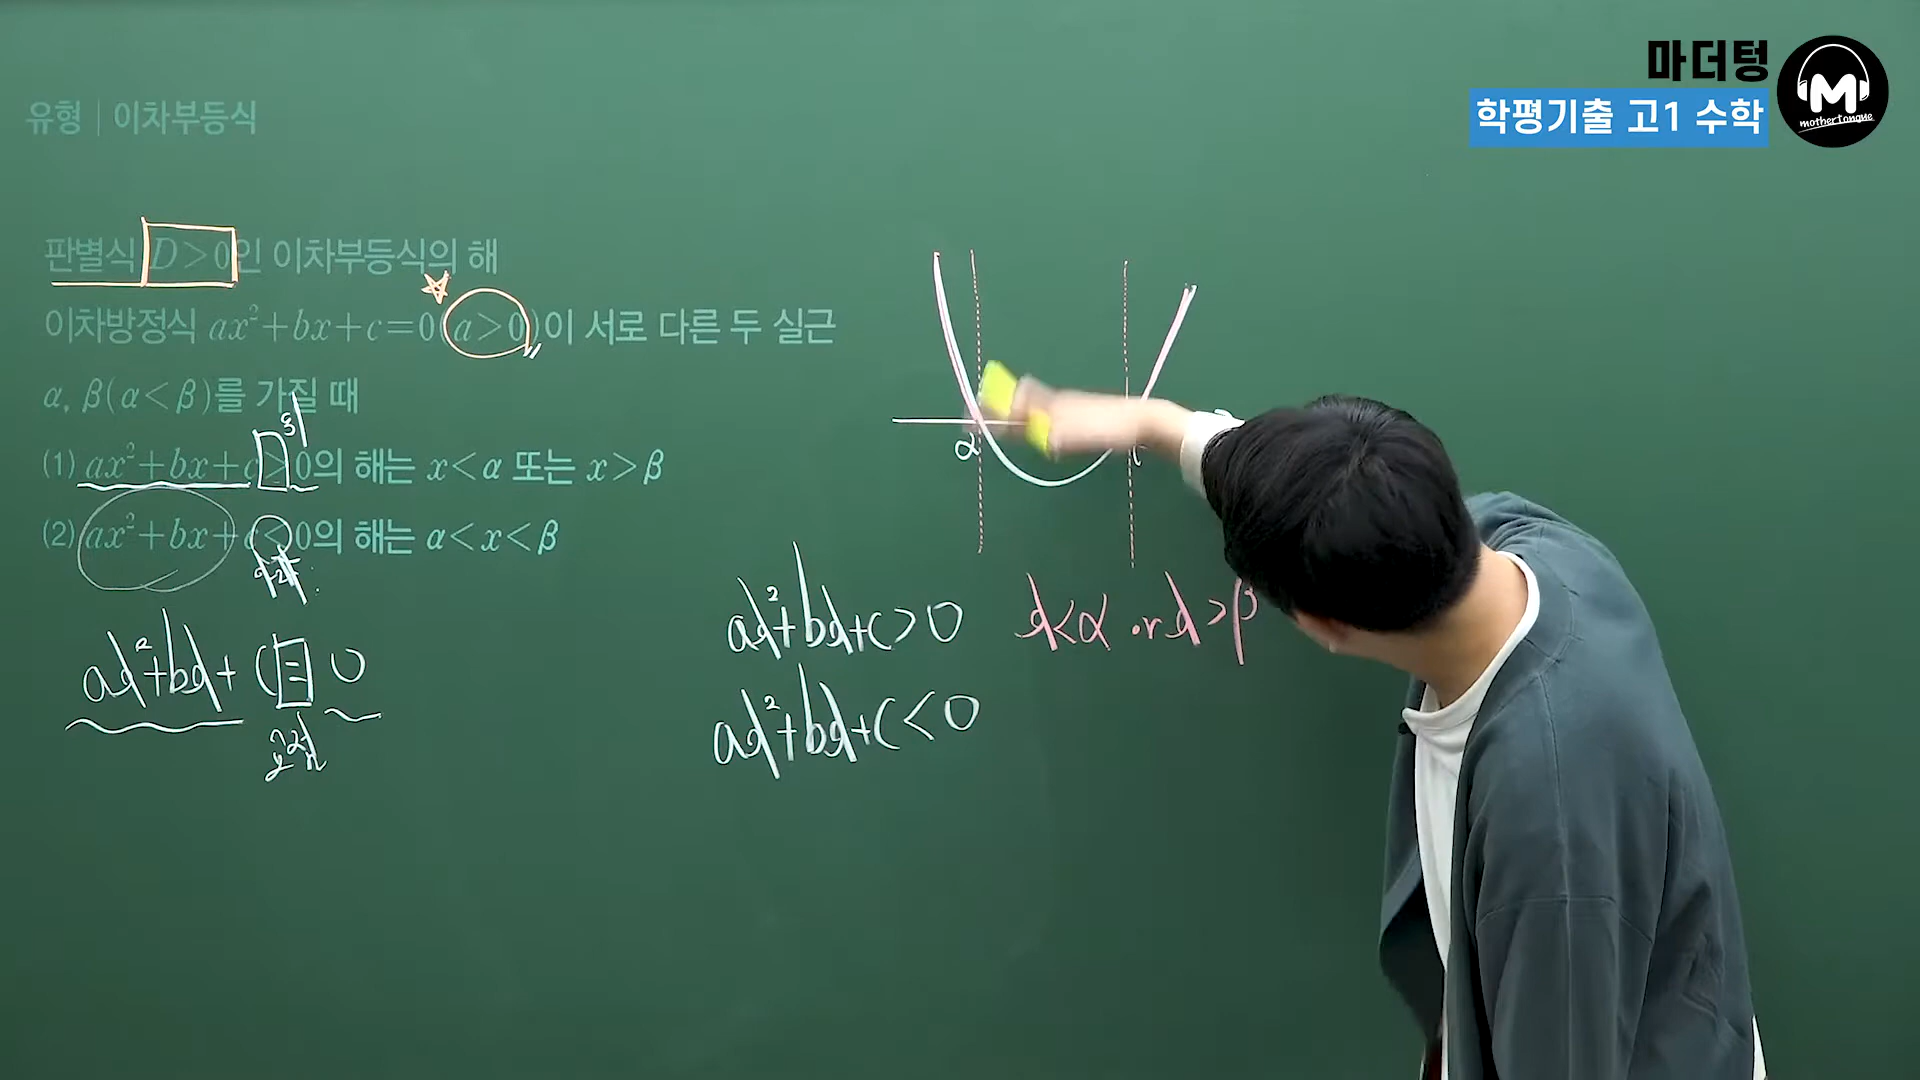 마더텅
학평기출 고1 수학
M
mothertongue
유형 | 이차부등식
판별식 D>0인 이차부등식의 해
이차방정식 ax²+bx+c=0(a>0)이 서로 다른 두 실근
α, β(α<β)를 가질 때
(1) ax²+bx+c>0의 해는 x<α 또는 x>β
(2) ax²+bx+c<0의 해는 α<x<β
ax²+bx+c=0
α
ax²+bx+c>0 x<α or x>β
ax²+bx+c<0